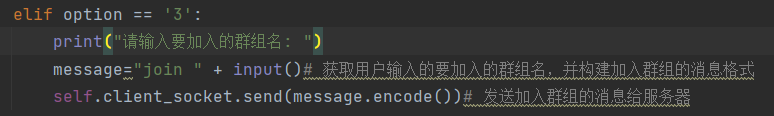 elif option == '3':
    print("请输入要加入的群组名: ")
    message="join " + input()# 获取用户输入的要加入的群组名，并构建加入群组的消息格式
    self.client_socket.send(message.encode())# 发送加入群组的消息给服务器